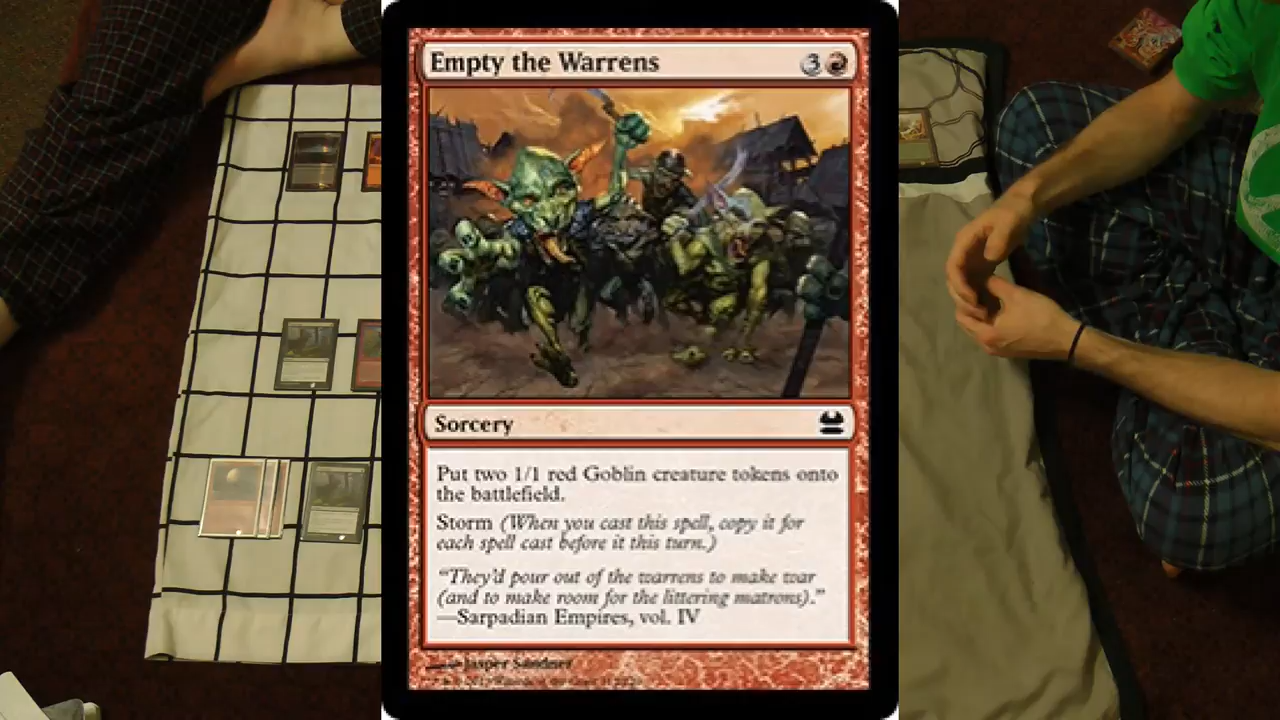 Empty the Warrens 3
Sorcery
Put two 1/1 red Goblin creature tokens onto
the battlefield.
Storm (When you cast this spell, copy it for
each spell cast before it this turn.)
"They'd pour out of the warrens to make war
(and to make room for the littering matrons)."
—Sarpadian Empires, vol. IV
Jasper Sandner